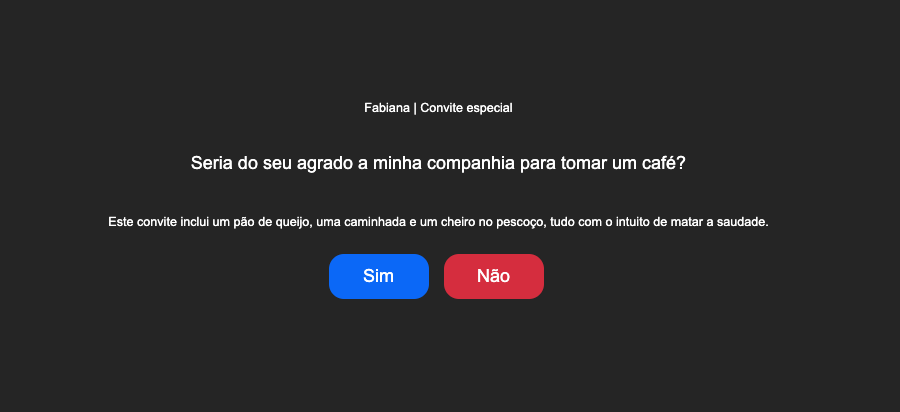 Fabiana | Convite especial
Seria do seu agrado a minha companhia para tomar um café?
Este convite inclui um pão de queijo, uma caminhada e um cheiro no pescoço, tudo com o intuito de matar a saudade.
Sim
Não